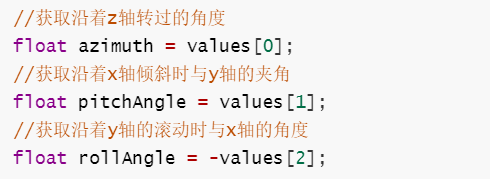 //获取沿着z轴转过的角度
float azimuth = values[0];
//获取沿着x轴倾斜时与y轴的夹角
float pitchAngle = values[1];
//获取沿着y轴的滚动时与x轴的角度
float rollAngle = -values[2];